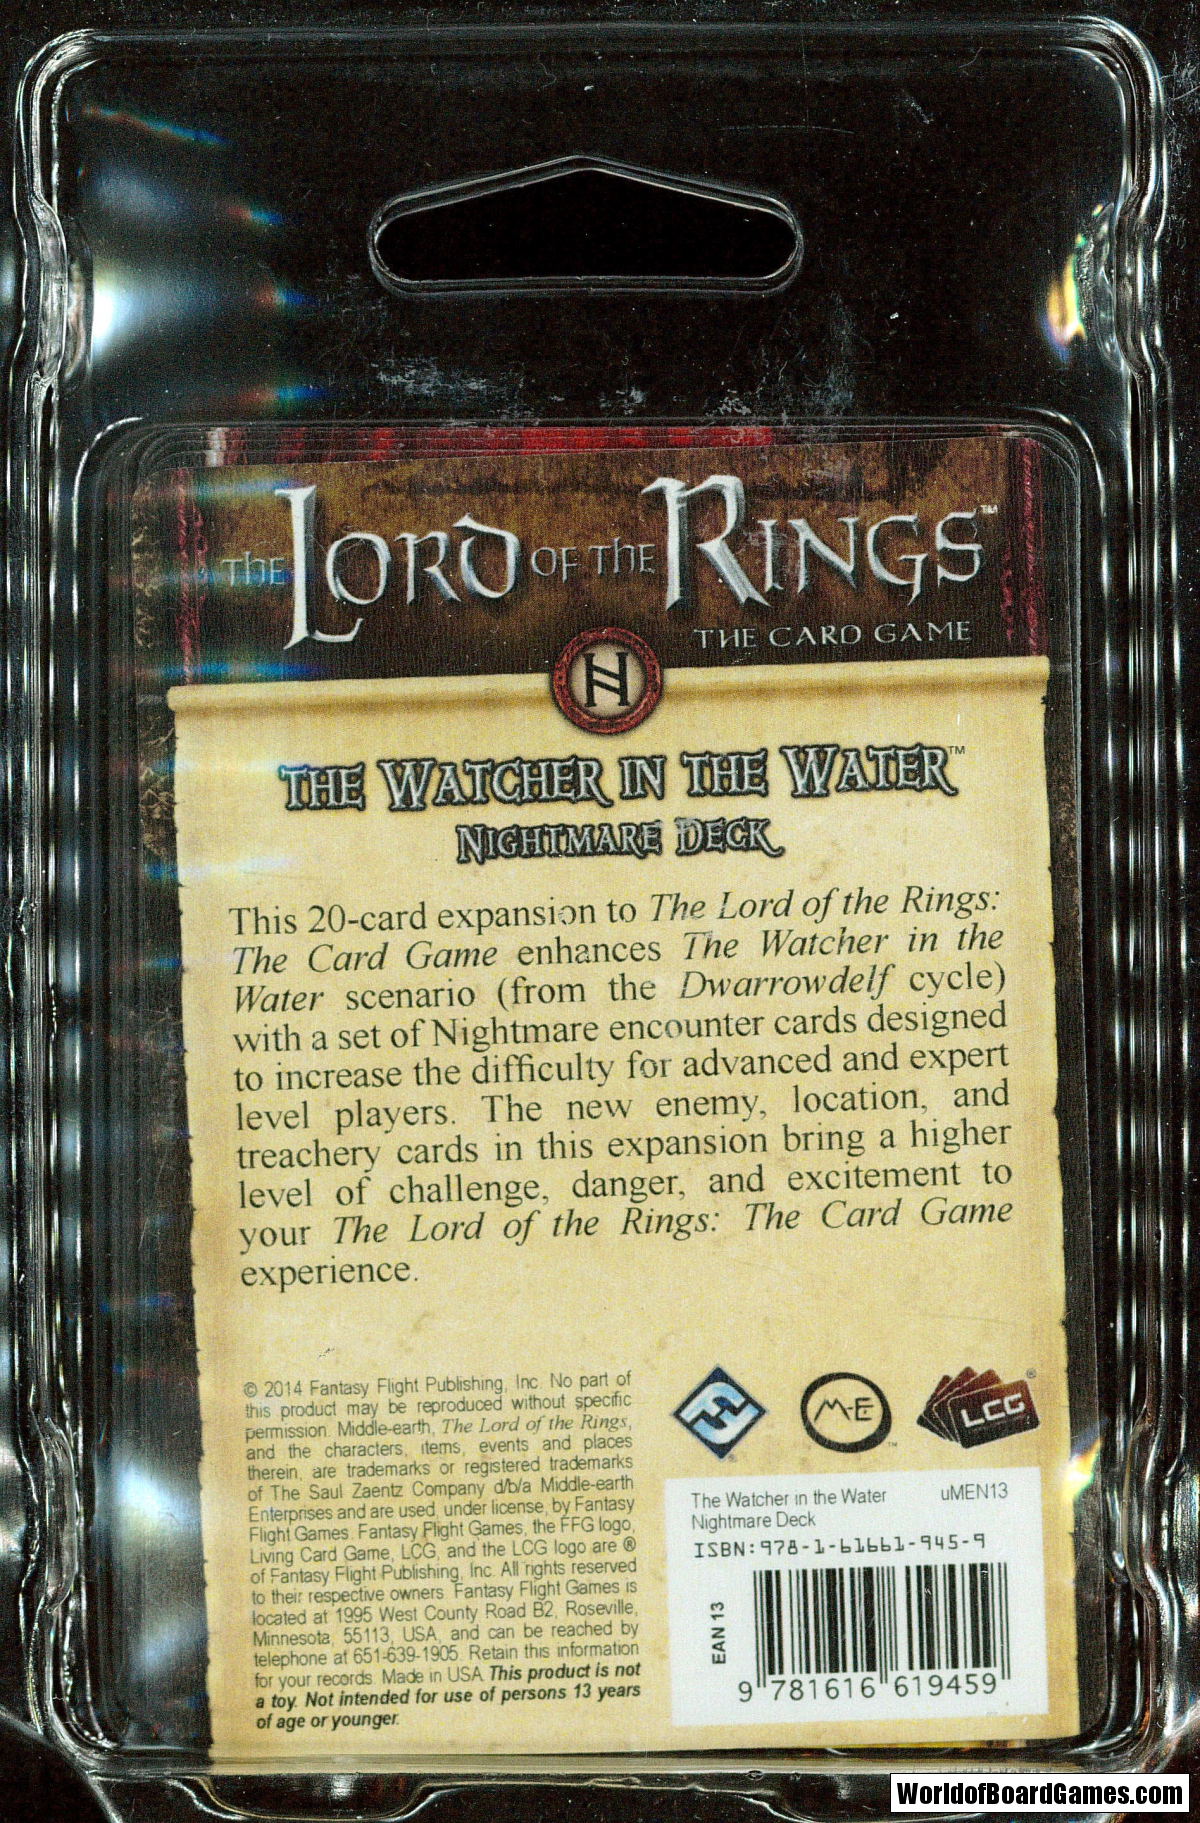 THE LORD OF THE RINGS™
THE CARD GAME
THE WATCHER IN THE WATER™
NIGHTMARE DECK
This 20-card expansion to The Lord of the Rings:
The Card Game enhances The Watcher in the
Water scenario (from the Dwarrowdelf cycle)
with a set of Nightmare encounter cards designed
to increase the difficulty for advanced and expert
level players. The new enemy, location, and
treachery cards in this expansion bring a higher
level of challenge, danger, and excitement to
your The Lord of the Rings: The Card Game
experience.
© 2014 Fantasy Flight Publishing, Inc. No part of
this product may be reproduced without specific
permission. Middle-earth, The Lord of the Rings,
and the characters, items, events and places
therein, are trademarks or registered trademarks
of The Saul Zaentz Company d/b/a Middle-earth
Enterprises and are used, under license, by Fantasy
Flight Games. Fantasy Flight Games, the FFG logo,
Living Card Game, LCG, and the LCG logo are ®
of Fantasy Flight Publishing, Inc. All rights reserved
to their respective owners. Fantasy Flight Games is
located at 1995 West County Road B2, Roseville,
Minnesota, 55113, USA, and can be reached by
telephone at 651-639-1905. Retain this information
for your records. Made in USA. This product is not
a toy. Not intended for use of persons 13 years
of age or younger.
M-E™
LCG®
The Watcher in the Water uMEN13
Nightmare Deck
ISBN:978-1-61661-945-9
EAN 13
9 781616 619459
WorldofBoardGames.com